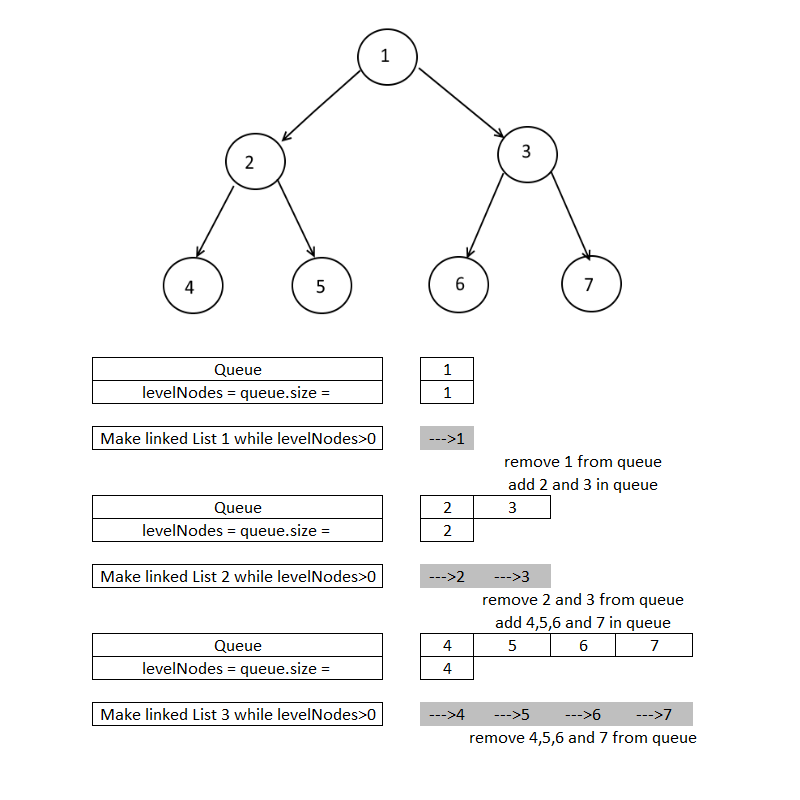 1
2
3
4
5
6
7
Queue 1
levelNodes = queue.size = 1
Make linked List 1 while levelNodes>0 --->1
remove 1 from queue
add 2 and 3 in queue
Queue 2 3
levelNodes = queue.size = 2
Make linked List 2 while levelNodes>0 --->2 --->3
remove 2 and 3 from queue
add 4,5,6 and 7 in queue
Queue 4 5 6 7
levelNodes = queue.size = 4
Make linked List 3 while levelNodes>0 --->4 --->5 --->6 --->7
remove 4,5,6 and 7 from queue